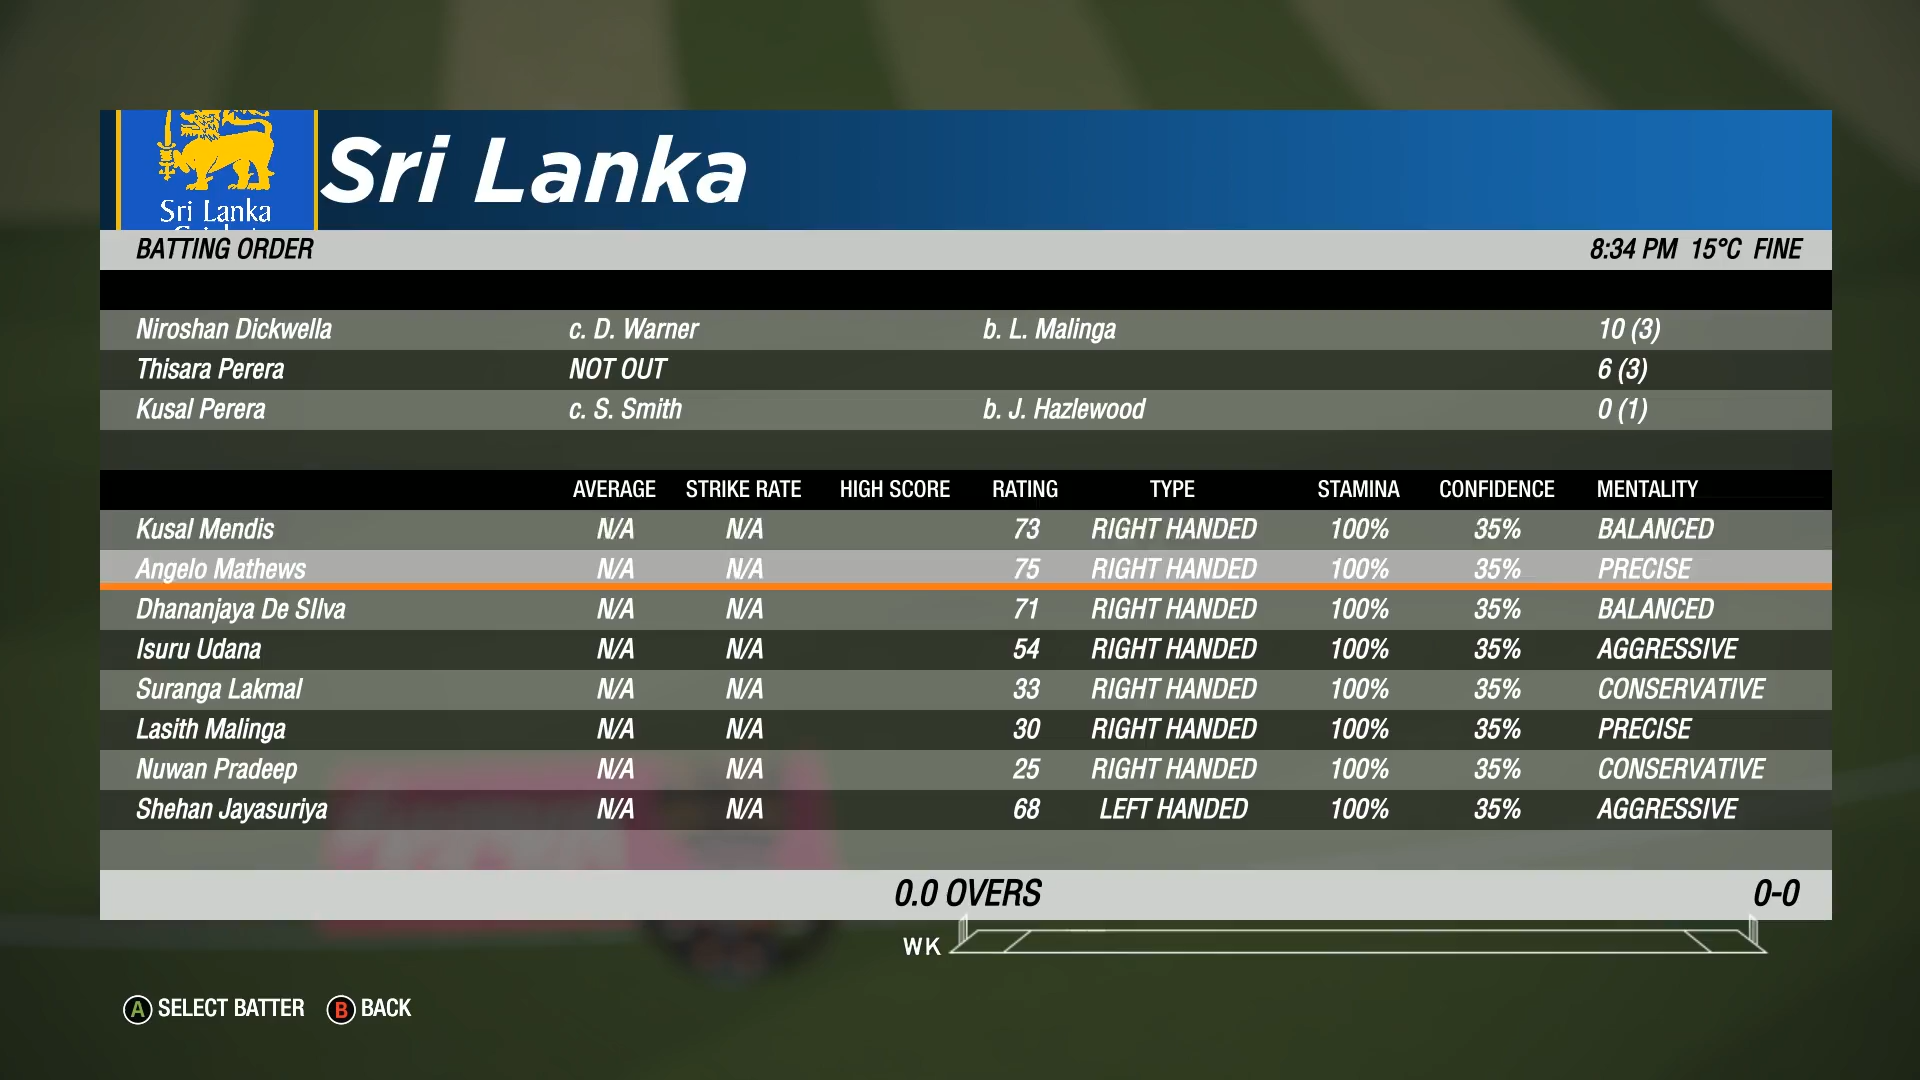 Sri Lanka
Sri Lanka
BATTING ORDER 8:34 PM 15°C FINE
Niroshan Dickwella c. D. Warner b. L. Malinga 10 (3)
Thisara Perera NOT OUT 6 (3)
Kusal Perera c. S. Smith b. J. Hazlewood 0 (1)
AVERAGE STRIKE RATE HIGH SCORE RATING TYPE STAMINA CONFIDENCE MENTALITY
Kusal Mendis N/A N/A 73 RIGHT HANDED 100% 35% BALANCED
Angelo Mathews N/A N/A 75 RIGHT HANDED 100% 35% PRECISE
Dhananjaya De SIlva N/A N/A 71 RIGHT HANDED 100% 35% BALANCED
Isuru Udana N/A N/A 54 RIGHT HANDED 100% 35% AGGRESSIVE
Suranga Lakmal N/A N/A 33 RIGHT HANDED 100% 35% CONSERVATIVE
Lasith Malinga N/A N/A 30 RIGHT HANDED 100% 35% PRECISE
Nuwan Pradeep N/A N/A 25 RIGHT HANDED 100% 35% CONSERVATIVE
Shehan Jayasuriya N/A N/A 68 LEFT HANDED 100% 35% AGGRESSIVE
0.0 OVERS 0-0
WK
A SELECT BATTER B BACK